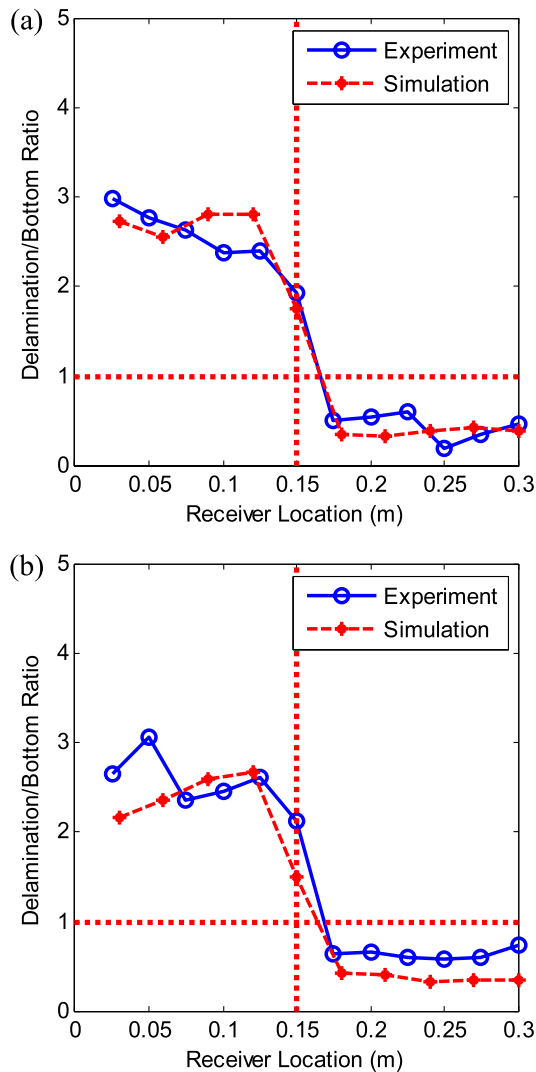 (a)
Experiment
Simulation
Delamination/Bottom Ratio
5
4
3
2
1
0
0 0.05 0.1 0.15 0.2 0.25 0.3
Receiver Location (m)
(b)
Experiment
Simulation
Delamination/Bottom Ratio
5
4
3
2
1
0
0 0.05 0.1 0.15 0.2 0.25 0.3
Receiver Location (m)